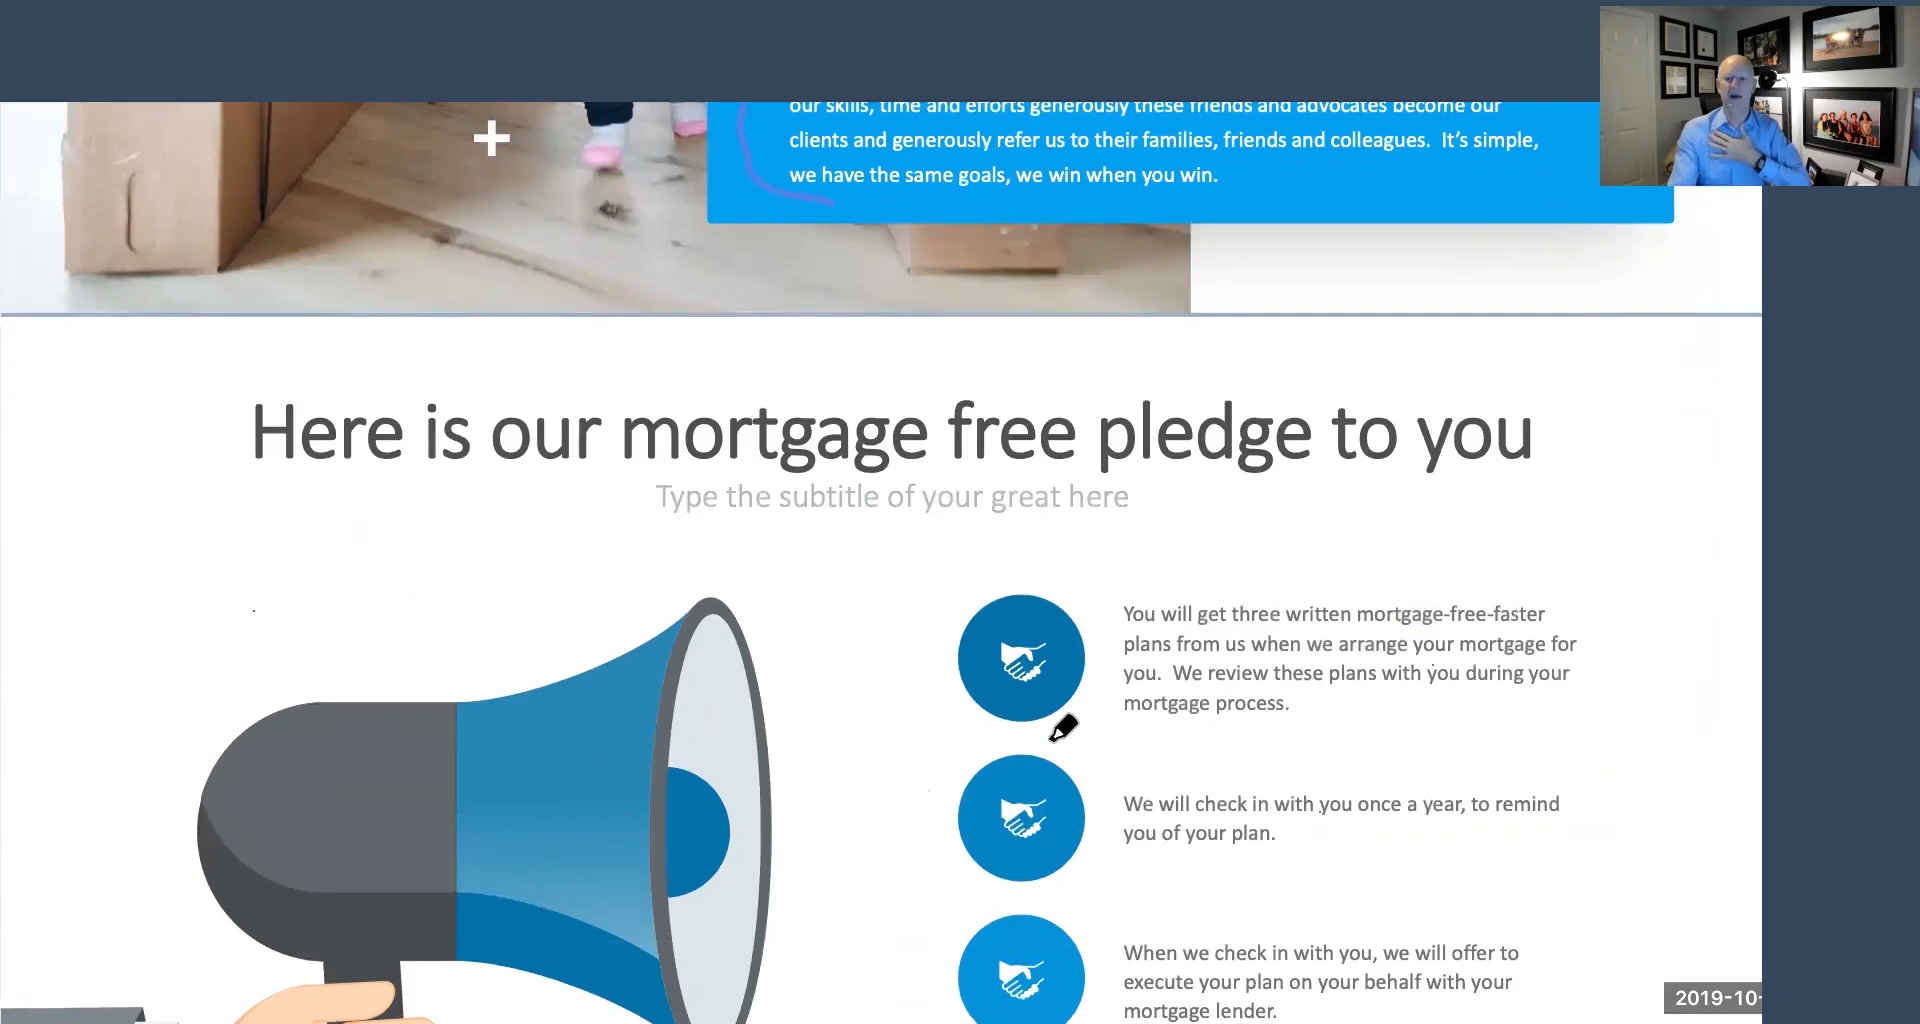 our skills, time and efforts generously these friends and advocates become our
clients and generously refer us to their families, friends and colleagues.  It’s simple,
we have the same goals, we win when you win.
Here is our mortgage free pledge to you
Type the subtitle of your great here
You will get three written mortgage-free-faster
plans from us when we arrange your mortgage for
you.  We review these plans with you during your
mortgage process.
We will check in with you once a year, to remind
you of your plan.
When we check in with you, we will offer to
execute your plan on your behalf with your
mortgage lender.
2019-10-